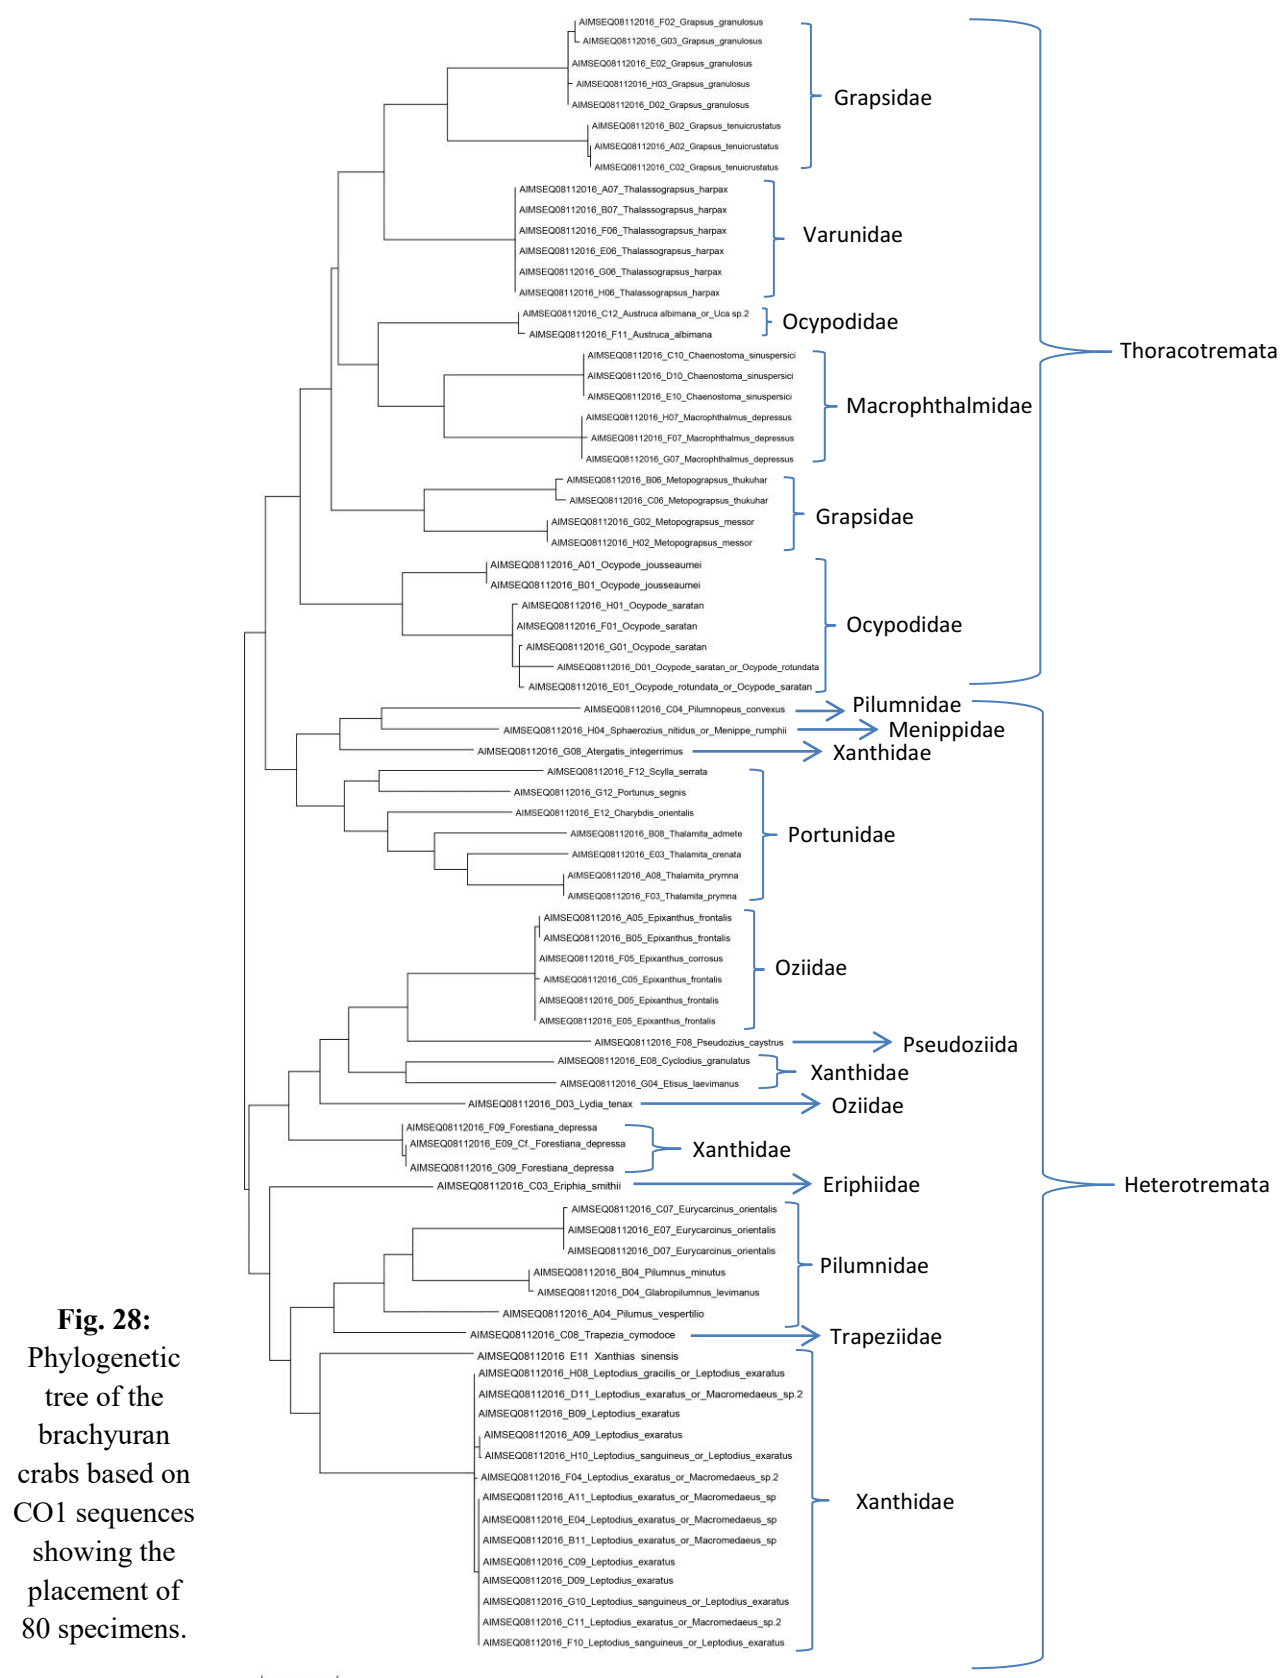 AIMSEQ08112016_F02_Grapsus_granulosus
AIMSEQ08112016_G03_Grapsus_granulosus
AIMSEQ08112016_E02_Grapsus_granulosus
AIMSEQ08112016_H03_Grapsus_granulosus
AIMSEQ08112016_D02_Grapsus_granulosus
AIMSEQ08112016_B02_Grapsus_tenuicrustatus
AIMSEQ08112016_A02_Grapsus_tenuicrustatus
AIMSEQ08112016_C02_Grapsus_tenuicrustatus
Grapsidae
AIMSEQ08112016_A07_Thalassograpsus_harpax
AIMSEQ08112016_B07_Thalassograpsus_harpax
AIMSEQ08112016_F06_Thalassograpsus_harpax
AIMSEQ08112016_E06_Thalassograpsus_harpax
AIMSEQ08112016_G06_Thalassograpsus_harpax
AIMSEQ08112016_H06_Thalassograpsus_harpax
Varunidae
AIMSEQ08112016_C12_Austruca albimana_or_Uca sp.2
AIMSEQ08112016_F11_Austruca_albimana
Ocypodidae
AIMSEQ08112016_C10_Chaenostoma_sinuspersici
AIMSEQ08112016_D10_Chaenostoma_sinuspersici
AIMSEQ08112016_E10_Chaenostoma_sinuspersici
AIMSEQ08112016_H07_Macrophthalmus_depressus
AIMSEQ08112016_F07_Macrophthalmus_depressus
AIMSEQ08112016_G07_Macrophthalmus_depressus
Macrophthalmidae
AIMSEQ08112016_B06_Metopograpsus_thukuhar
AIMSEQ08112016_C06_Metopograpsus_thukuhar
AIMSEQ08112016_G02_Metopograpsus_messor
AIMSEQ08112016_H02_Metopograpsus_messor
Grapsidae
AIMSEQ08112016_A01_Ocypode_jousseaumei
AIMSEQ08112016_B01_Ocypode_jousseaumei
AIMSEQ08112016_H01_Ocypode_saratan
AIMSEQ08112016_F01_Ocypode_saratan
AIMSEQ08112016_G01_Ocypode_saratan
AIMSEQ08112016_D01_Ocypode_saratan_or_Ocypode_rotundata
AIMSEQ08112016_E01_Ocypode_rotundata_or_Ocypode_saratan
Ocypodidae
Thoracotremata
AIMSEQ08112016_C04_Pilumnopeus_convexus
Pilumnidae
AIMSEQ08112016_H04_Sphaerozius_nitidus_or_Menippe_rumphii
Menippidae
AIMSEQ08112016_G08_Atergatis_integerrimus
Xanthidae
AIMSEQ08112016_F12_Scylla_serrata
AIMSEQ08112016_G12_Portunus_segnis
AIMSEQ08112016_E12_Charybdis_orientalis
AIMSEQ08112016_B08_Thalamita_admete
AIMSEQ08112016_E03_Thalamita_crenata
AIMSEQ08112016_A08_Thalamita_prymna
AIMSEQ08112016_F03_Thalamita_prymna
Portunidae
AIMSEQ08112016_A05_Epixanthus_frontalis
AIMSEQ08112016_B05_Epixanthus_frontalis
AIMSEQ08112016_F05_Epixanthus_corrosus
AIMSEQ08112016_C05_Epixanthus_frontalis
AIMSEQ08112016_D05_Epixanthus_frontalis
AIMSEQ08112016_E05_Epixanthus_frontalis
Oziidae
AIMSEQ08112016_F08_Pseudozius_caystrus
Pseudoziida
AIMSEQ08112016_E08_Cyclodius_granulatus
AIMSEQ08112016_G04_Etisus_laevimanus
Xanthidae
AIMSEQ08112016_D03_Lydia_tenax
Oziidae
AIMSEQ08112016_F09_Forestiana_depressa
AIMSEQ08112016_E09_Cf._Forestiana_depressa
AIMSEQ08112016_G09_Forestiana_depressa
Xanthidae
AIMSEQ08112016_C03_Eriphia_smithii
Eriphiidae
Heterotremata
AIMSEQ08112016_C07_Eurycarcinus_orientalis
AIMSEQ08112016_E07_Eurycarcinus_orientalis
AIMSEQ08112016_D07_Eurycarcinus_orientalis
AIMSEQ08112016_B04_Pilumnus_minutus
AIMSEQ08112016_D04_Glabropilumnus_levimanus
AIMSEQ08112016_A04_Pilumus_vespertilio
Pilumnidae
AIMSEQ08112016_C08_Trapezia_cymodoce
Trapeziidae
AIMSEQ08112016_E11_Xanthias_sinensis
AIMSEQ08112016_H08_Leptodius_gracilis_or_Leptodius_exaratus
AIMSEQ08112016_D11_Leptodius_exaratus_or_Macromedaeus_sp.2
AIMSEQ08112016_B09_Leptodius_exaratus
AIMSEQ08112016_A09_Leptodius_exaratus
AIMSEQ08112016_H10_Leptodius_sanguineus_or_Leptodius_exaratus
AIMSEQ08112016_F04_Leptodius_exaratus_or_Macromedaeus_sp.2
AIMSEQ08112016_A11_Leptodius_exaratus_or_Macromedaeus_sp
AIMSEQ08112016_E04_Leptodius_exaratus_or_Macromedaeus_sp
AIMSEQ08112016_B11_Leptodius_exaratus_or_Macromedaeus_sp
AIMSEQ08112016_C09_Leptodius_exaratus
AIMSEQ08112016_D09_Leptodius_exaratus
AIMSEQ08112016_G10_Leptodius_sanguineus_or_Leptodius_exaratus
AIMSEQ08112016_C11_Leptodius_exaratus_or_Macromedaeus_sp.2
AIMSEQ08112016_F10_Leptodius_sanguineus_or_Leptodius_exaratus
Xanthidae
Fig. 28:
Phylogenetic
tree of the
brachyuran
crabs based on
CO1 sequences
showing the
placement of
80 specimens.